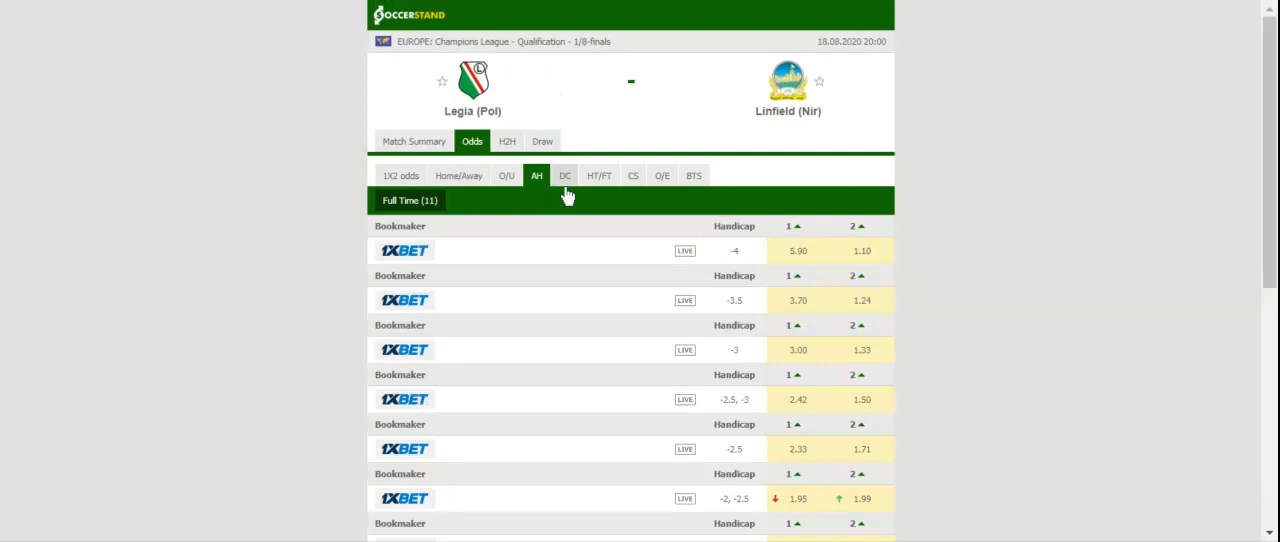 SOCCERSTAND
EUROPE: Champions League - Qualification - 1/8-finals 18.08.2020 20:00
-
Legia (Pol) Linfield (Nir)
Match Summary Odds H2H Draw
1X2 odds Home/Away O/U AH DC HT/FT CS O/E BTS
Full Time (11)
Bookmaker Handicap 1 2
1XBET LIVE -4 5.90 1.10
Bookmaker Handicap 1 2
1XBET LIVE -3.5 3.70 1.24
Bookmaker Handicap 1 2
1XBET LIVE -3 3.00 1.33
Bookmaker Handicap 1 2
1XBET LIVE -2.5, -3 2.42 1.50
Bookmaker Handicap 1 2
1XBET LIVE -2.5 2.33 1.71
Bookmaker Handicap 1 2
1XBET LIVE -2, -2.5 1.95 1.99
Bookmaker Handicap 1 2